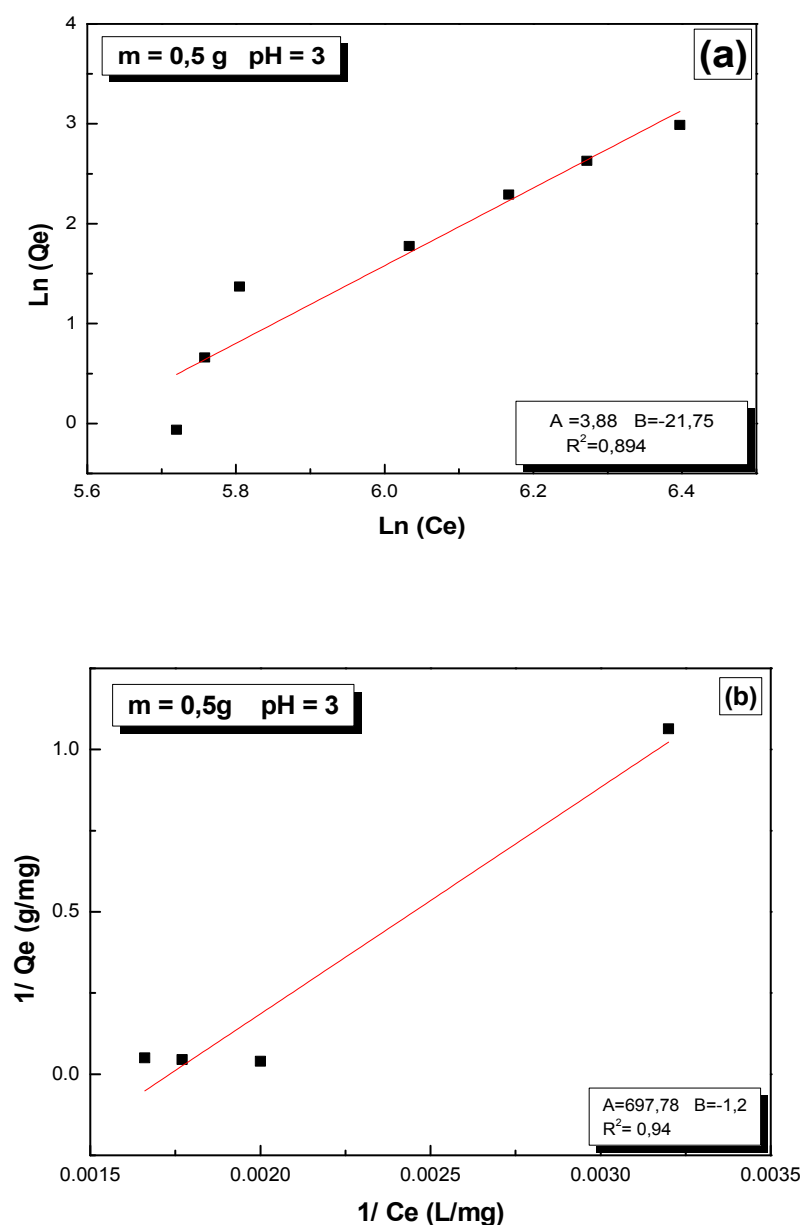 m = 0,5 g pH = 3
(a)
4
3
2
1
0
Ln (Qe)
A =3,88 B=-21,75
R²=0,894
5.6 5.8 6.0 6.2 6.4
Ln (Ce)
m = 0,5g pH = 3
(b)
1.0
0.5
0.0
1/ Qe (g/mg)
A=697,78 B=-1,2
R²= 0,94
0.0015 0.0020 0.0025 0.0030 0.0035
1/ Ce (L/mg)